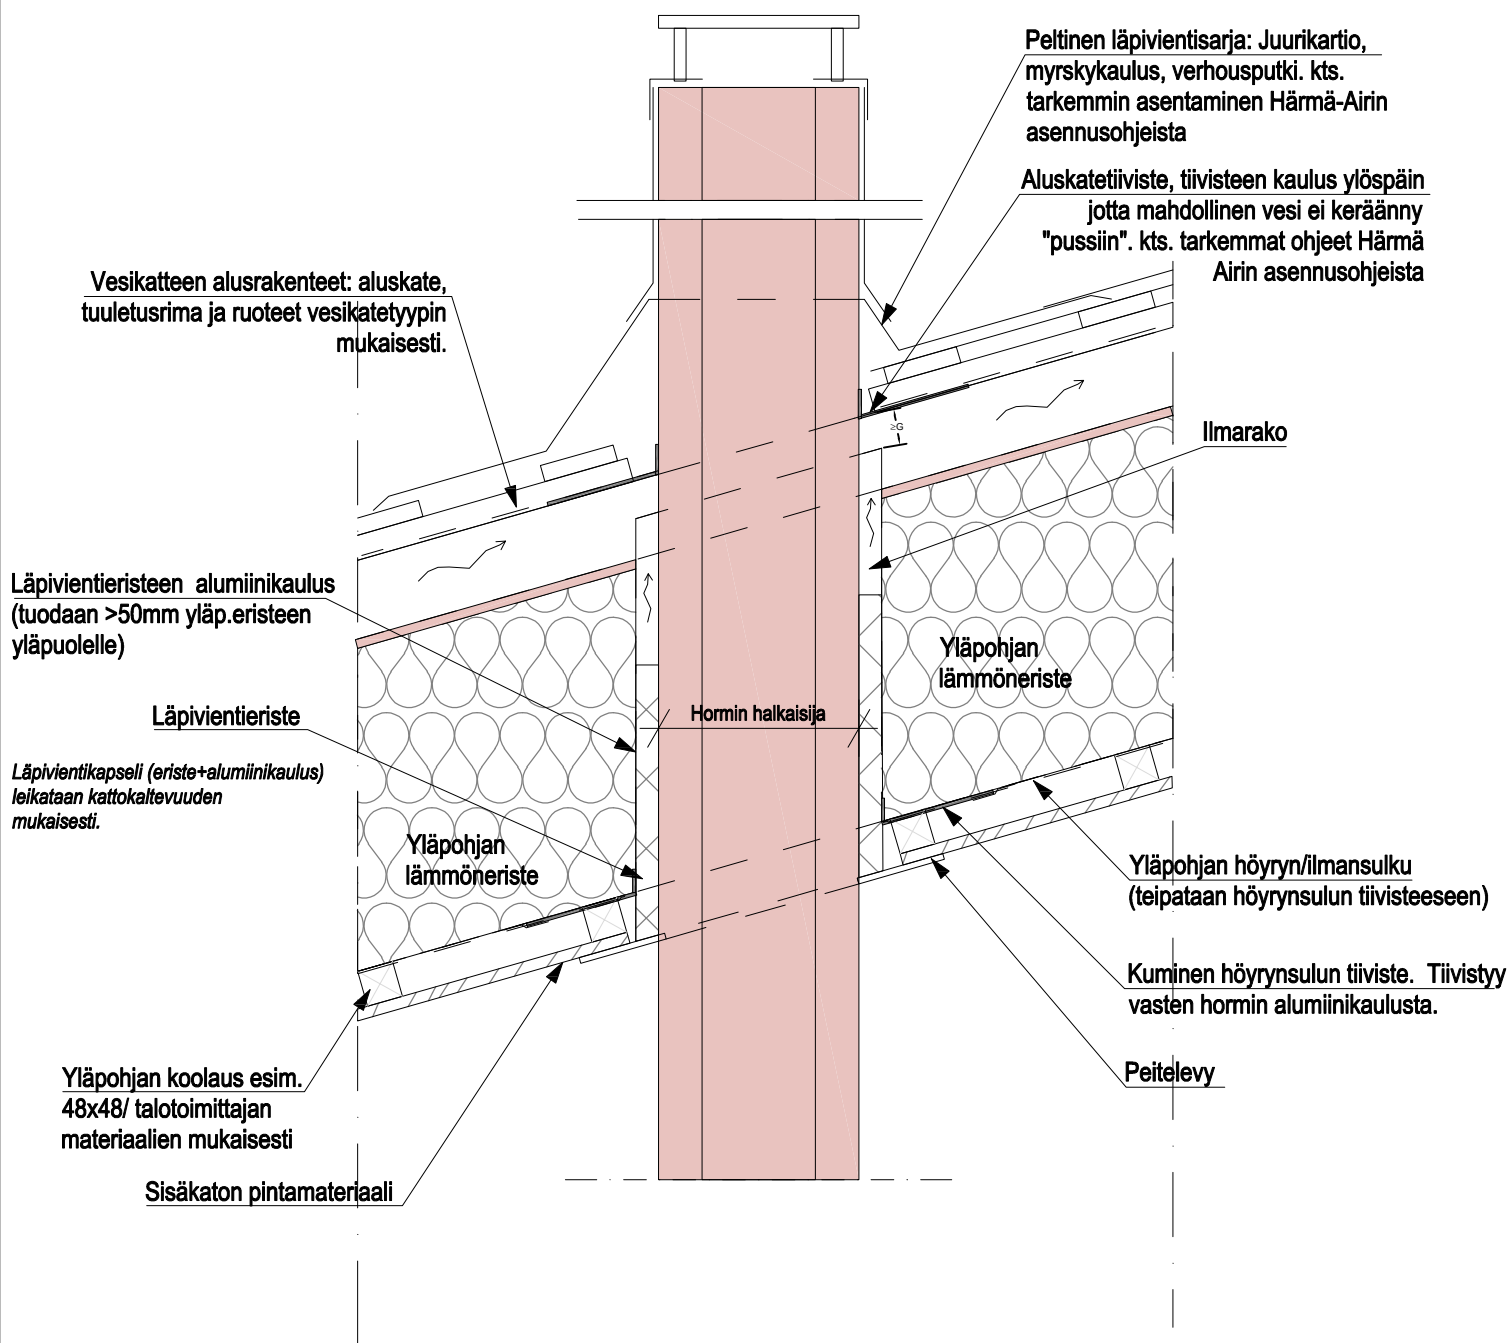 Peltinen läpivientisarja: Juurikartio,
myrskykaulus, verhousputki. kts.
tarkemmin asentaminen Härmä-Airin
asennusohjeista
Aluskatetiiviste, tiivisteen kaulus ylöspäin
jotta mahdollinen vesi ei keräänny
"pussiin". kts. tarkemmat ohjeet Härmä
Airin asennusohjeista
Vesikatteen alusrakenteet: aluskate,
tuuletusrima ja ruoteet vesikatetyypin
mukaisesti.
≥G
Ilmarako
Läpivientieristeen alumiinikaulus
(tuodaan >50mm yläp.eristeen
yläpuolelle)
Yläpohjan
lämmöneriste
Läpivientieriste
Hormin halkaisija
Läpivientikapseli (eriste+alumiinikaulus)
leikataan kattokaltevuuden
mukaisesti.
Yläpohjan
lämmöneriste
Yläpohjan höyryn/ilmansulku
(teipataan höyrynsulun tiivisteeseen)
Kuminen höyrynsulun tiiviste. Tiivistyy
vasten hormin alumiinikaulusta.
Peitelevy
Yläpohjan koolaus esim.
48x48/ talotoimittajan
materiaalien mukaisesti
Sisäkaton pintamateriaali